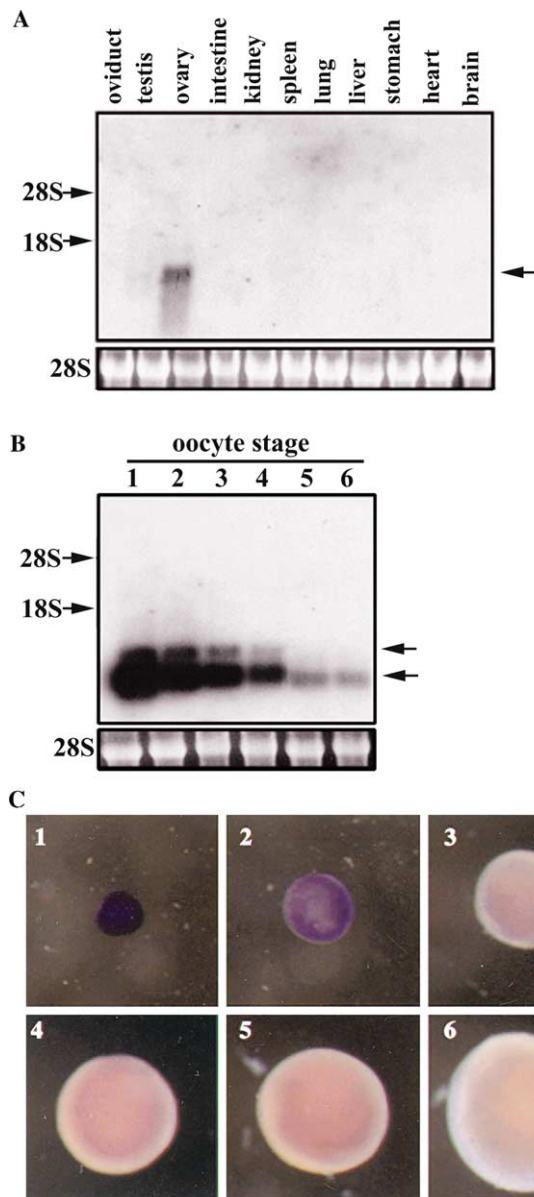 A
oviduct testis ovary intestine kidney spleen lung liver stomach heart brain
28S
18S
28S
B
oocyte stage
1 2 3 4 5 6
28S
18S
28S
C
1 2 3
4 5 6